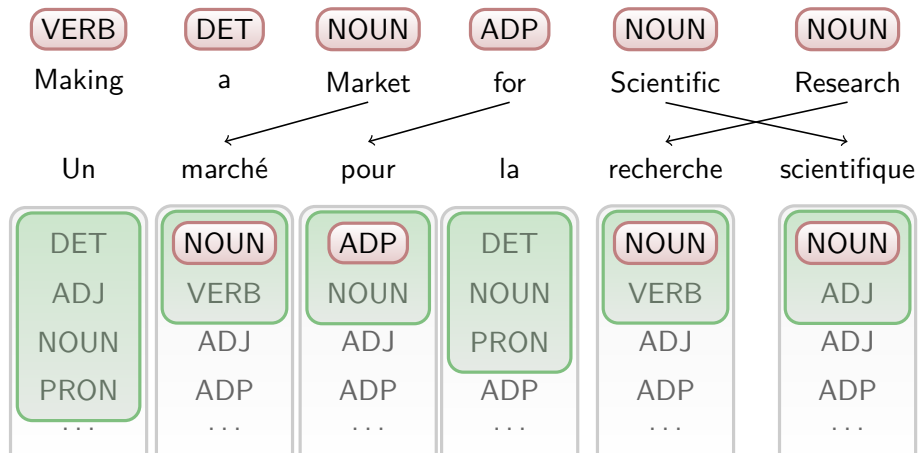 VERB DET NOUN ADP NOUN NOUN
Making a Market for Scientific Research
Un marché pour la recherche scientifique
DET NOUN ADP DET NOUN NOUN
ADJ VERB NOUN NOUN VERB ADJ
NOUN ADJ ADJ PRON ADJ ADJ
PRON ADP ADP ADP ADP ADP
... ... ... ... ... ...